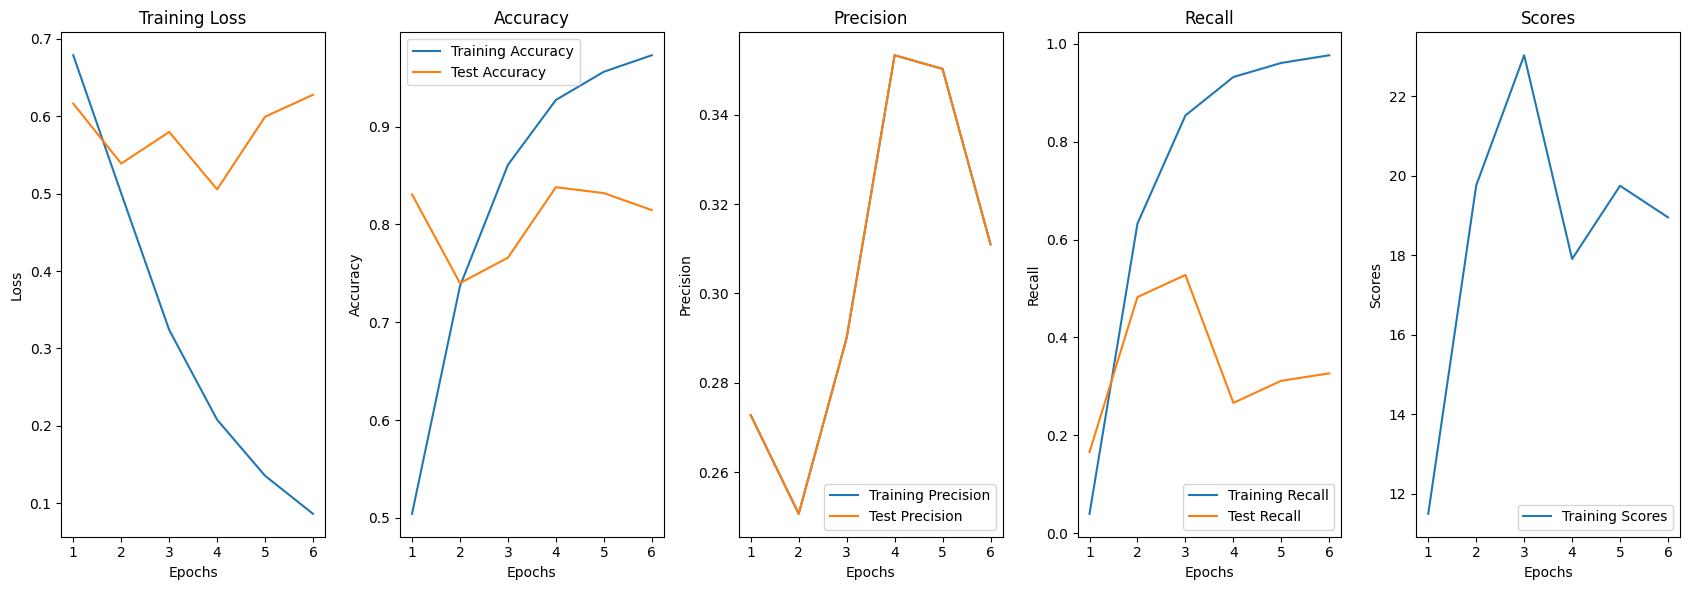 Training Loss
Loss
0.7
0.6
0.5
0.4
0.3
0.2
0.1
1 2 3 4 5 6
Epochs
Accuracy
Training Accuracy
Test Accuracy
Accuracy
0.9
0.8
0.7
0.6
0.5
1 2 3 4 5 6
Epochs
Precision
Precision
0.34
0.32
0.30
0.28
0.26
Training Precision
Test Precision
1 2 3 4 5 6
Epochs
Recall
Recall
1.0
0.8
0.6
0.4
0.2
0.0
Training Recall
Test Recall
1 2 3 4 5 6
Epochs
Scores
Scores
22
20
18
16
14
12
Training Scores
1 2 3 4 5 6
Epochs